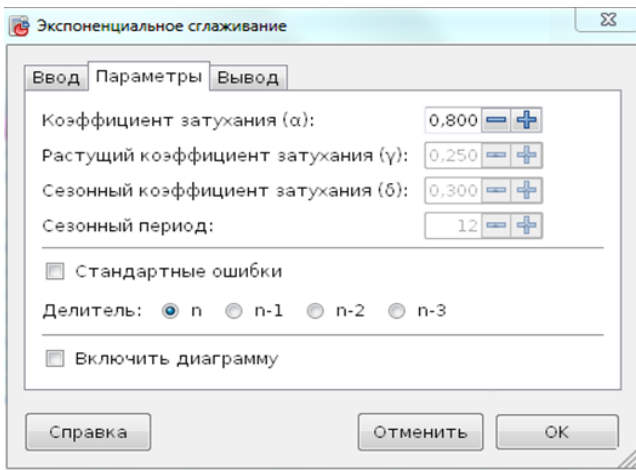 Экспоненциальное сглаживание
Ввод Параметры Вывод
Коэффициент затухания (α): 0,800
Растущий коэффициент затухания (γ): 0,250
Сезонный коэффициент затухания (δ): 0,300
Сезонный период: 12
Стандартные ошибки
Делитель: n n-1 n-2 n-3
Включить диаграмму
Справка Отменить OK